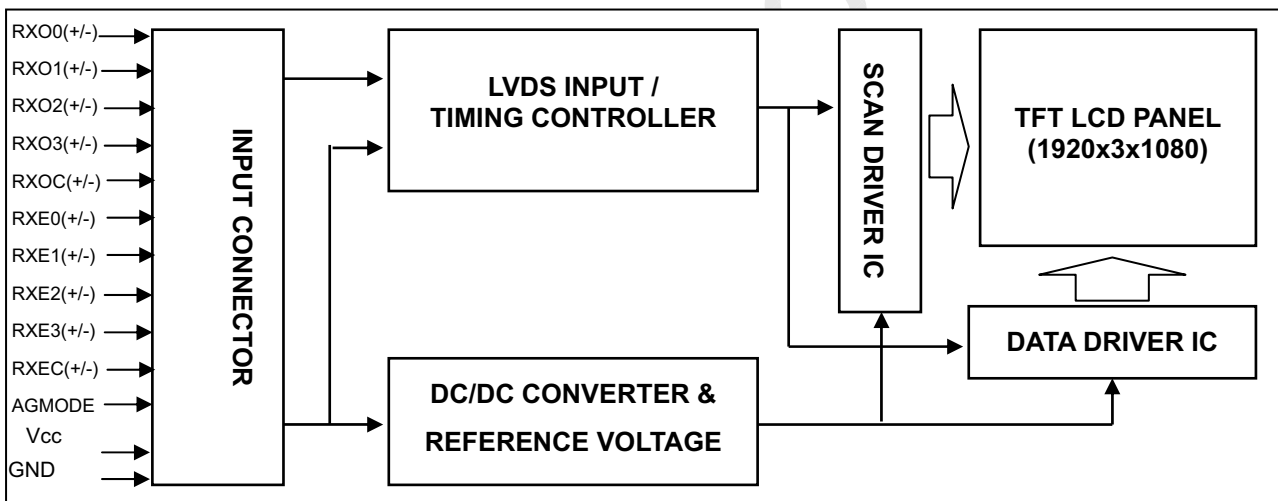 RXO0(+/-)
RXO1(+/-)
RXO2(+/-)
RXO3(+/-)
RXOC(+/-)
RXE0(+/-)
RXE1(+/-)
RXE2(+/-)
RXE3(+/-)
RXEC(+/-)
AGMODE
Vcc
GND
INPUT CONNECTOR
LVDS INPUT /
TIMING CONTROLLER
DC/DC CONVERTER &
REFERENCE VOLTAGE
SCAN DRIVER IC
TFT LCD PANEL
(1920x3x1080)
DATA DRIVER IC